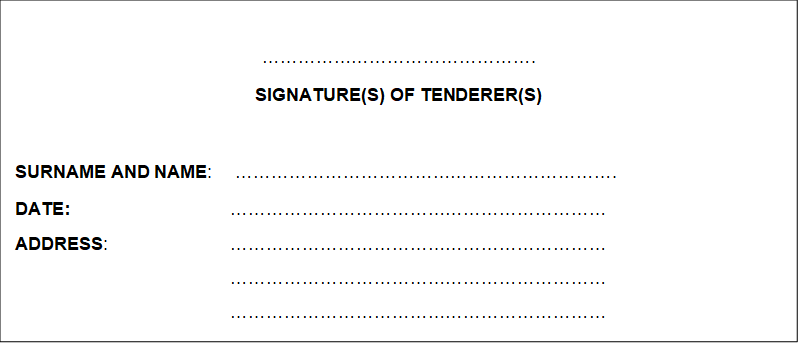 ……………………………………….
SIGNATURE(S) OF TENDERER(S)
SURNAME AND NAME: ……………………………………………………….
DATE: ………………………………………………………
ADDRESS: ………………………………………………………
………………………………………………………
………………………………………………………